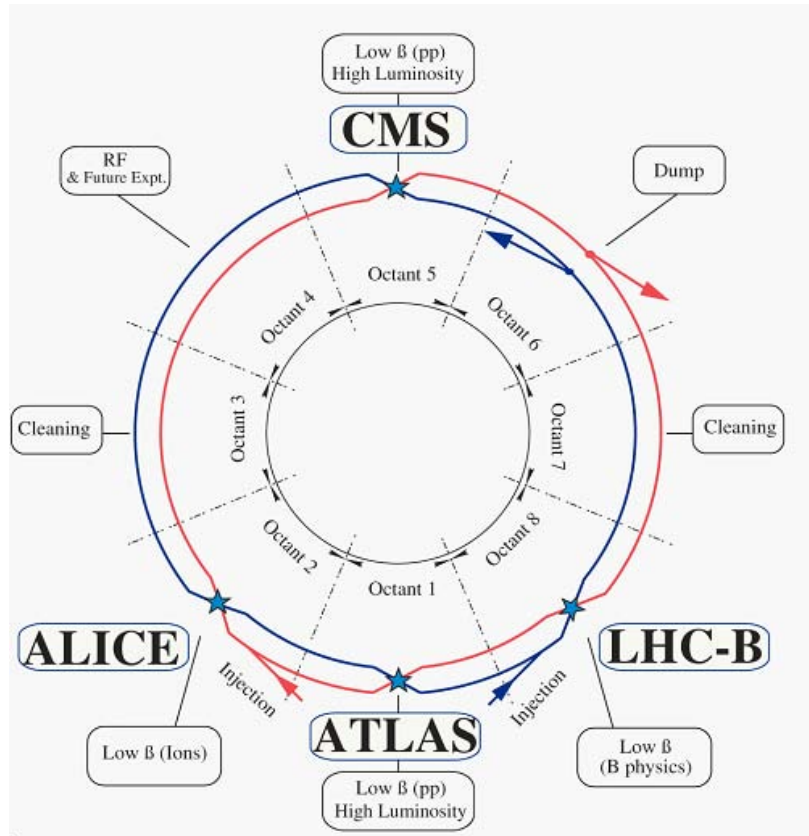 Low ß (pp)
High Luminosity
CMS
RF
& Future Expt.
Dump
Octant 5
Octant 4
Octant 6
Cleaning
Octant 3
Octant 7
Cleaning
Octant 2
Octant 8
Octant 1
ALICE
LHC-B
Injection
Injection
ATLAS
Low ß (Ions)
Low ß
(B physics)
Low ß (pp)
High Luminosity